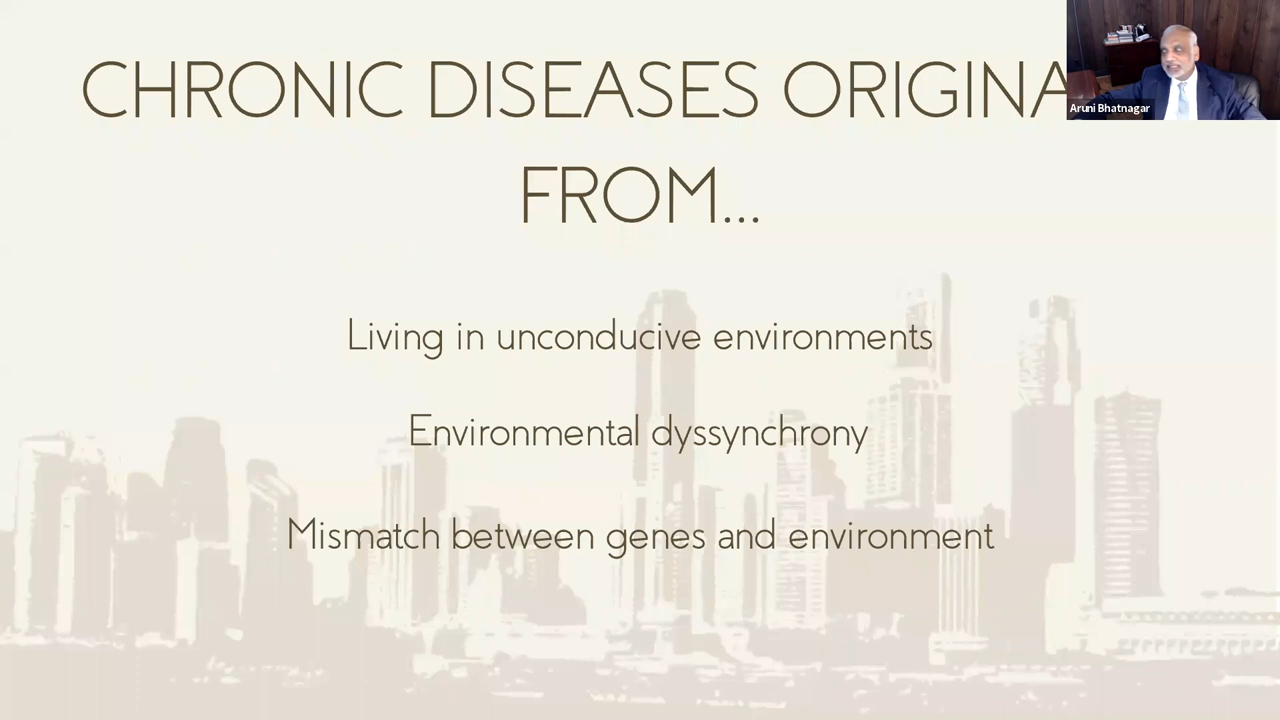 CHRONIC DISEASES ORIGINA
FROM...
Living in unconducive environments
Environmental dyssynchrony
Mismatch between genes and environment
Aruni Bhatnagar